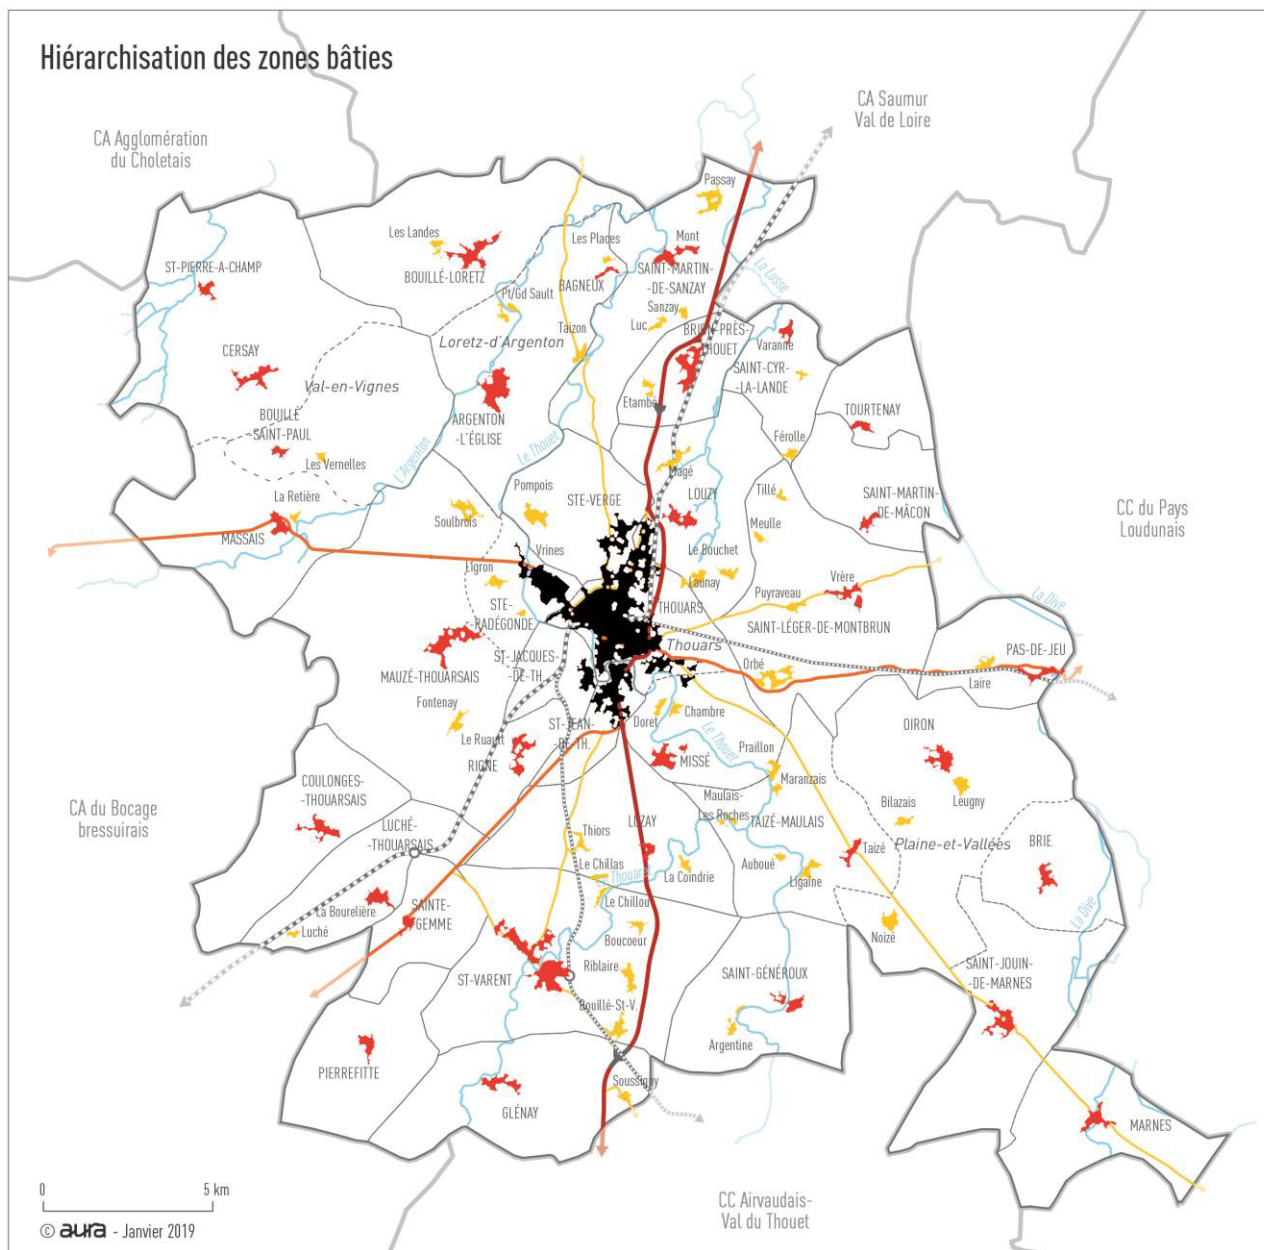 Hiérarchisation des zones bâties
CA Saumur
Val de Loire
CA Agglomération
du Choletais
Passay
Les Landes
Les Places
Mont
ST-PIERRE-A-CHAMP
BOUILLÉ-LORETZ
BAGNEUX
SAINT-MARTIN-
-DE-SANZAY
La Losse
Pt/Gd Sault
Sanzay
Luc
Taizon
Loretz-d'Argenton
BRION-PRÈS-
THOUET
Varanne
CERSAY
SAINT-CYR-
-LA-LANDE
Val-en-Vignes
Etambé
TOURTENAY
BOUILLÉ
SAINT-PAUL
ARGENTON
-L'ÉGLISE
Le Thouet
Férolle
Les Vernelles
L'Argenton
Magé
La Retière
Pompois
STE-VERGE
LOUZY
Tillé
SAINT-MARTIN-
DE-MÂCON
CC du Pays
Loudunais
Soulbrois
Meulle
MASSAIS
Vrines
Le Bouchet
Ligron
Launay
Vrère
Puyraveau
La Dive
STE-
RADÉGONDE
THOUARS
SAINT-LÉGER-DE-MONTBRUN
Thouars
PAS-DE-JEU
ST-JACQUES-
DE-TH.
Orbé
MAUZÉ-THOUARSAIS
Laire
Fontenay
Chambre
Doret
ST-JEAN-
-DE-TH.
OIRON
Le Ruault
Le Thouet
Praillon
RIGNÉ
MISSÉ
Maranzais
COULONGES-
-THOUARSAIS
Leugny
CA du Bocage
bressuirais
Maulais-
Les Roches
Bilazais
TAIZÉ-MAULAIS
LUCHÉ-
THOUARSAIS
Thiors
LUZAY
Taizé
Plaine-et-Vallées
BRIE
Le Chillas
Auboué
La Coindrie
Le Thouaret
Ligaine
Le Chillou
La Bourelière
SAINTE-
GEMME
La Dive
Luché
Boucoeur
Noizé
SAINT-JOUIN-
-DE-MARNES
Riblaire
SAINT-GÉNÉROUX
ST-VARENT
Bouillé-St-V.
Argentine
PIERREFITTE
Soussigny
GLÉNAY
MARNES
0
5 km
CC Airvaudais-
Val du Thouet
© aura - Janvier 2019